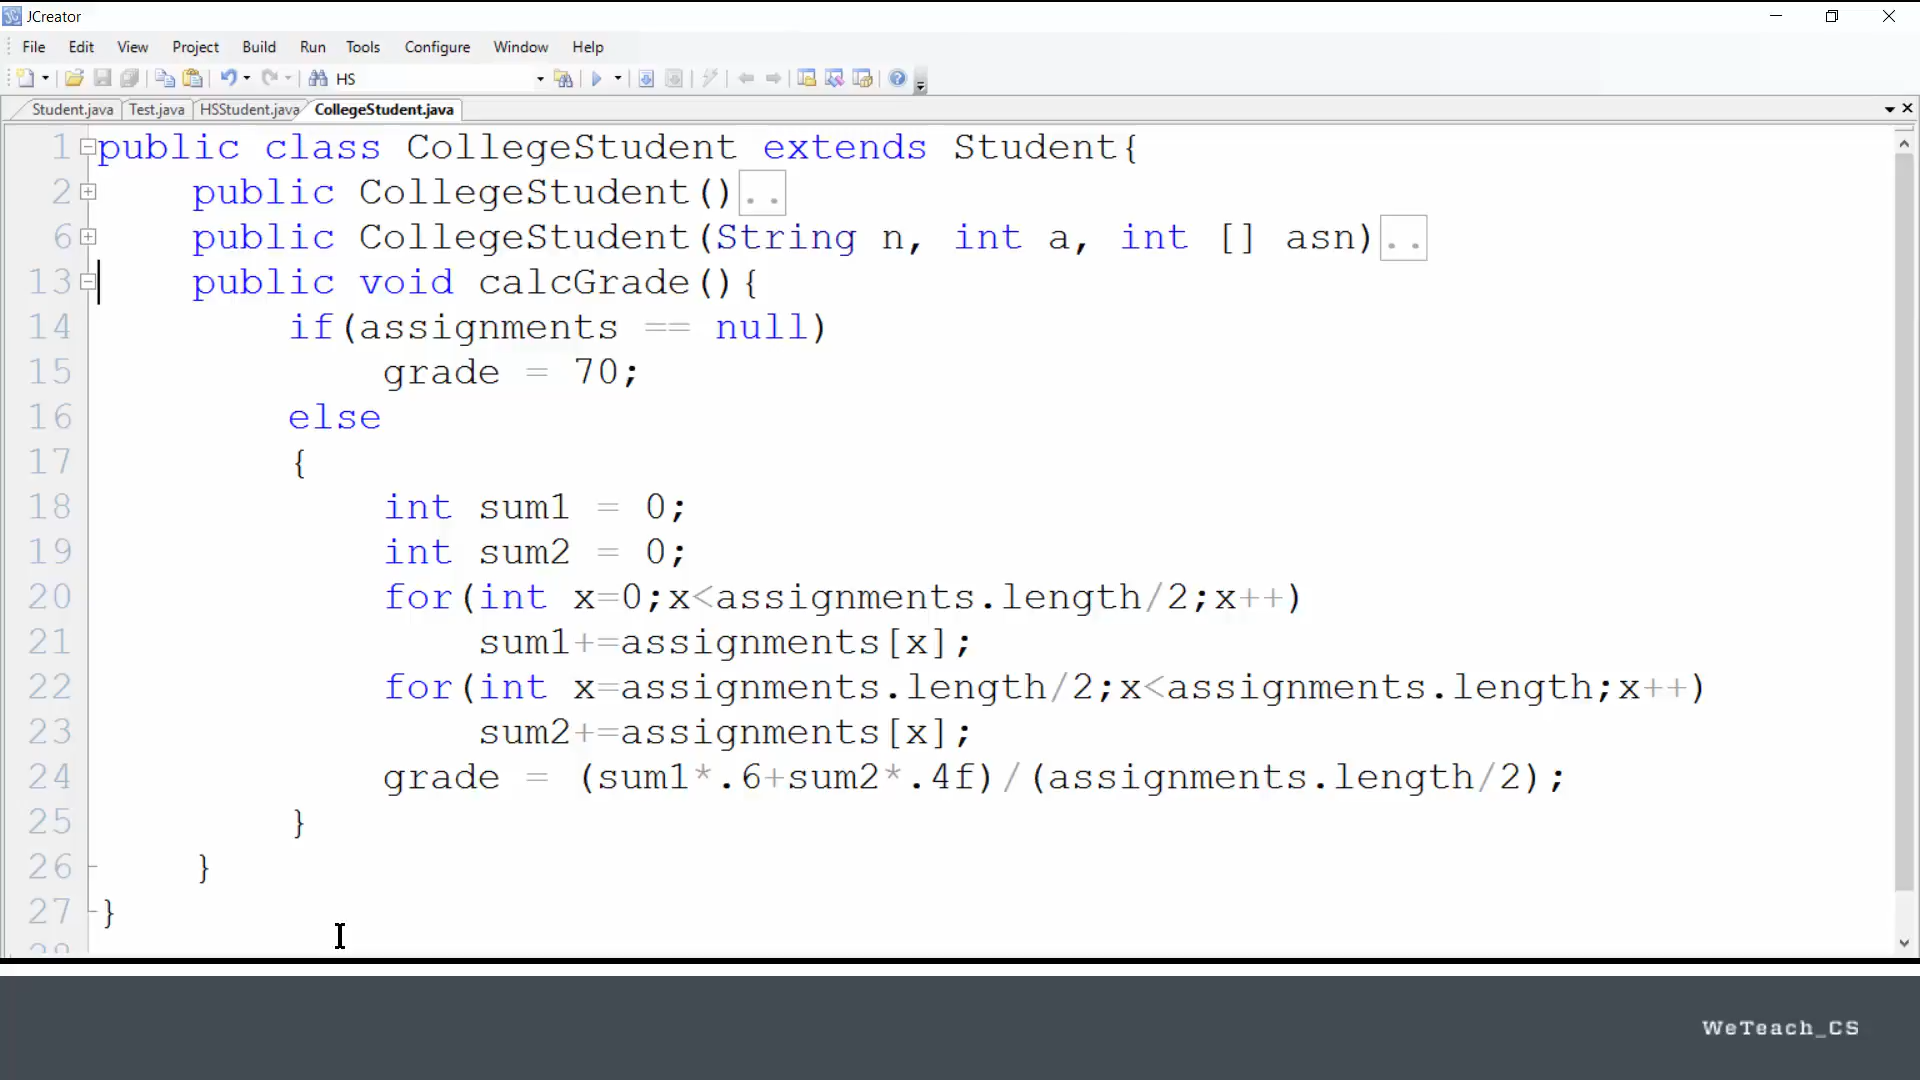 JCreator
File Edit View Project Build Run Tools Configure Window Help
HS
Student.java Test.java HSStudent.java CollegeStudent.java
1 public class CollegeStudent extends Student{
2 public CollegeStudent()..
6 public CollegeStudent(String n, int a, int [] asn)..
13 public void calcGrade(){
14 if(assignments == null)
15 grade = 70;
16 else
17 {
18 int sum1 = 0;
19 int sum2 = 0;
20 for(int x=0;x<assignments.length/2;x++)
21 sum1+=assignments[x];
22 for(int x=assignments.length/2;x<assignments.length;x++)
23 sum2+=assignments[x];
24 grade = (sum1*.6+sum2*.4f)/(assignments.length/2);
25 }
26 }
27 }
28
WeTeach_CS